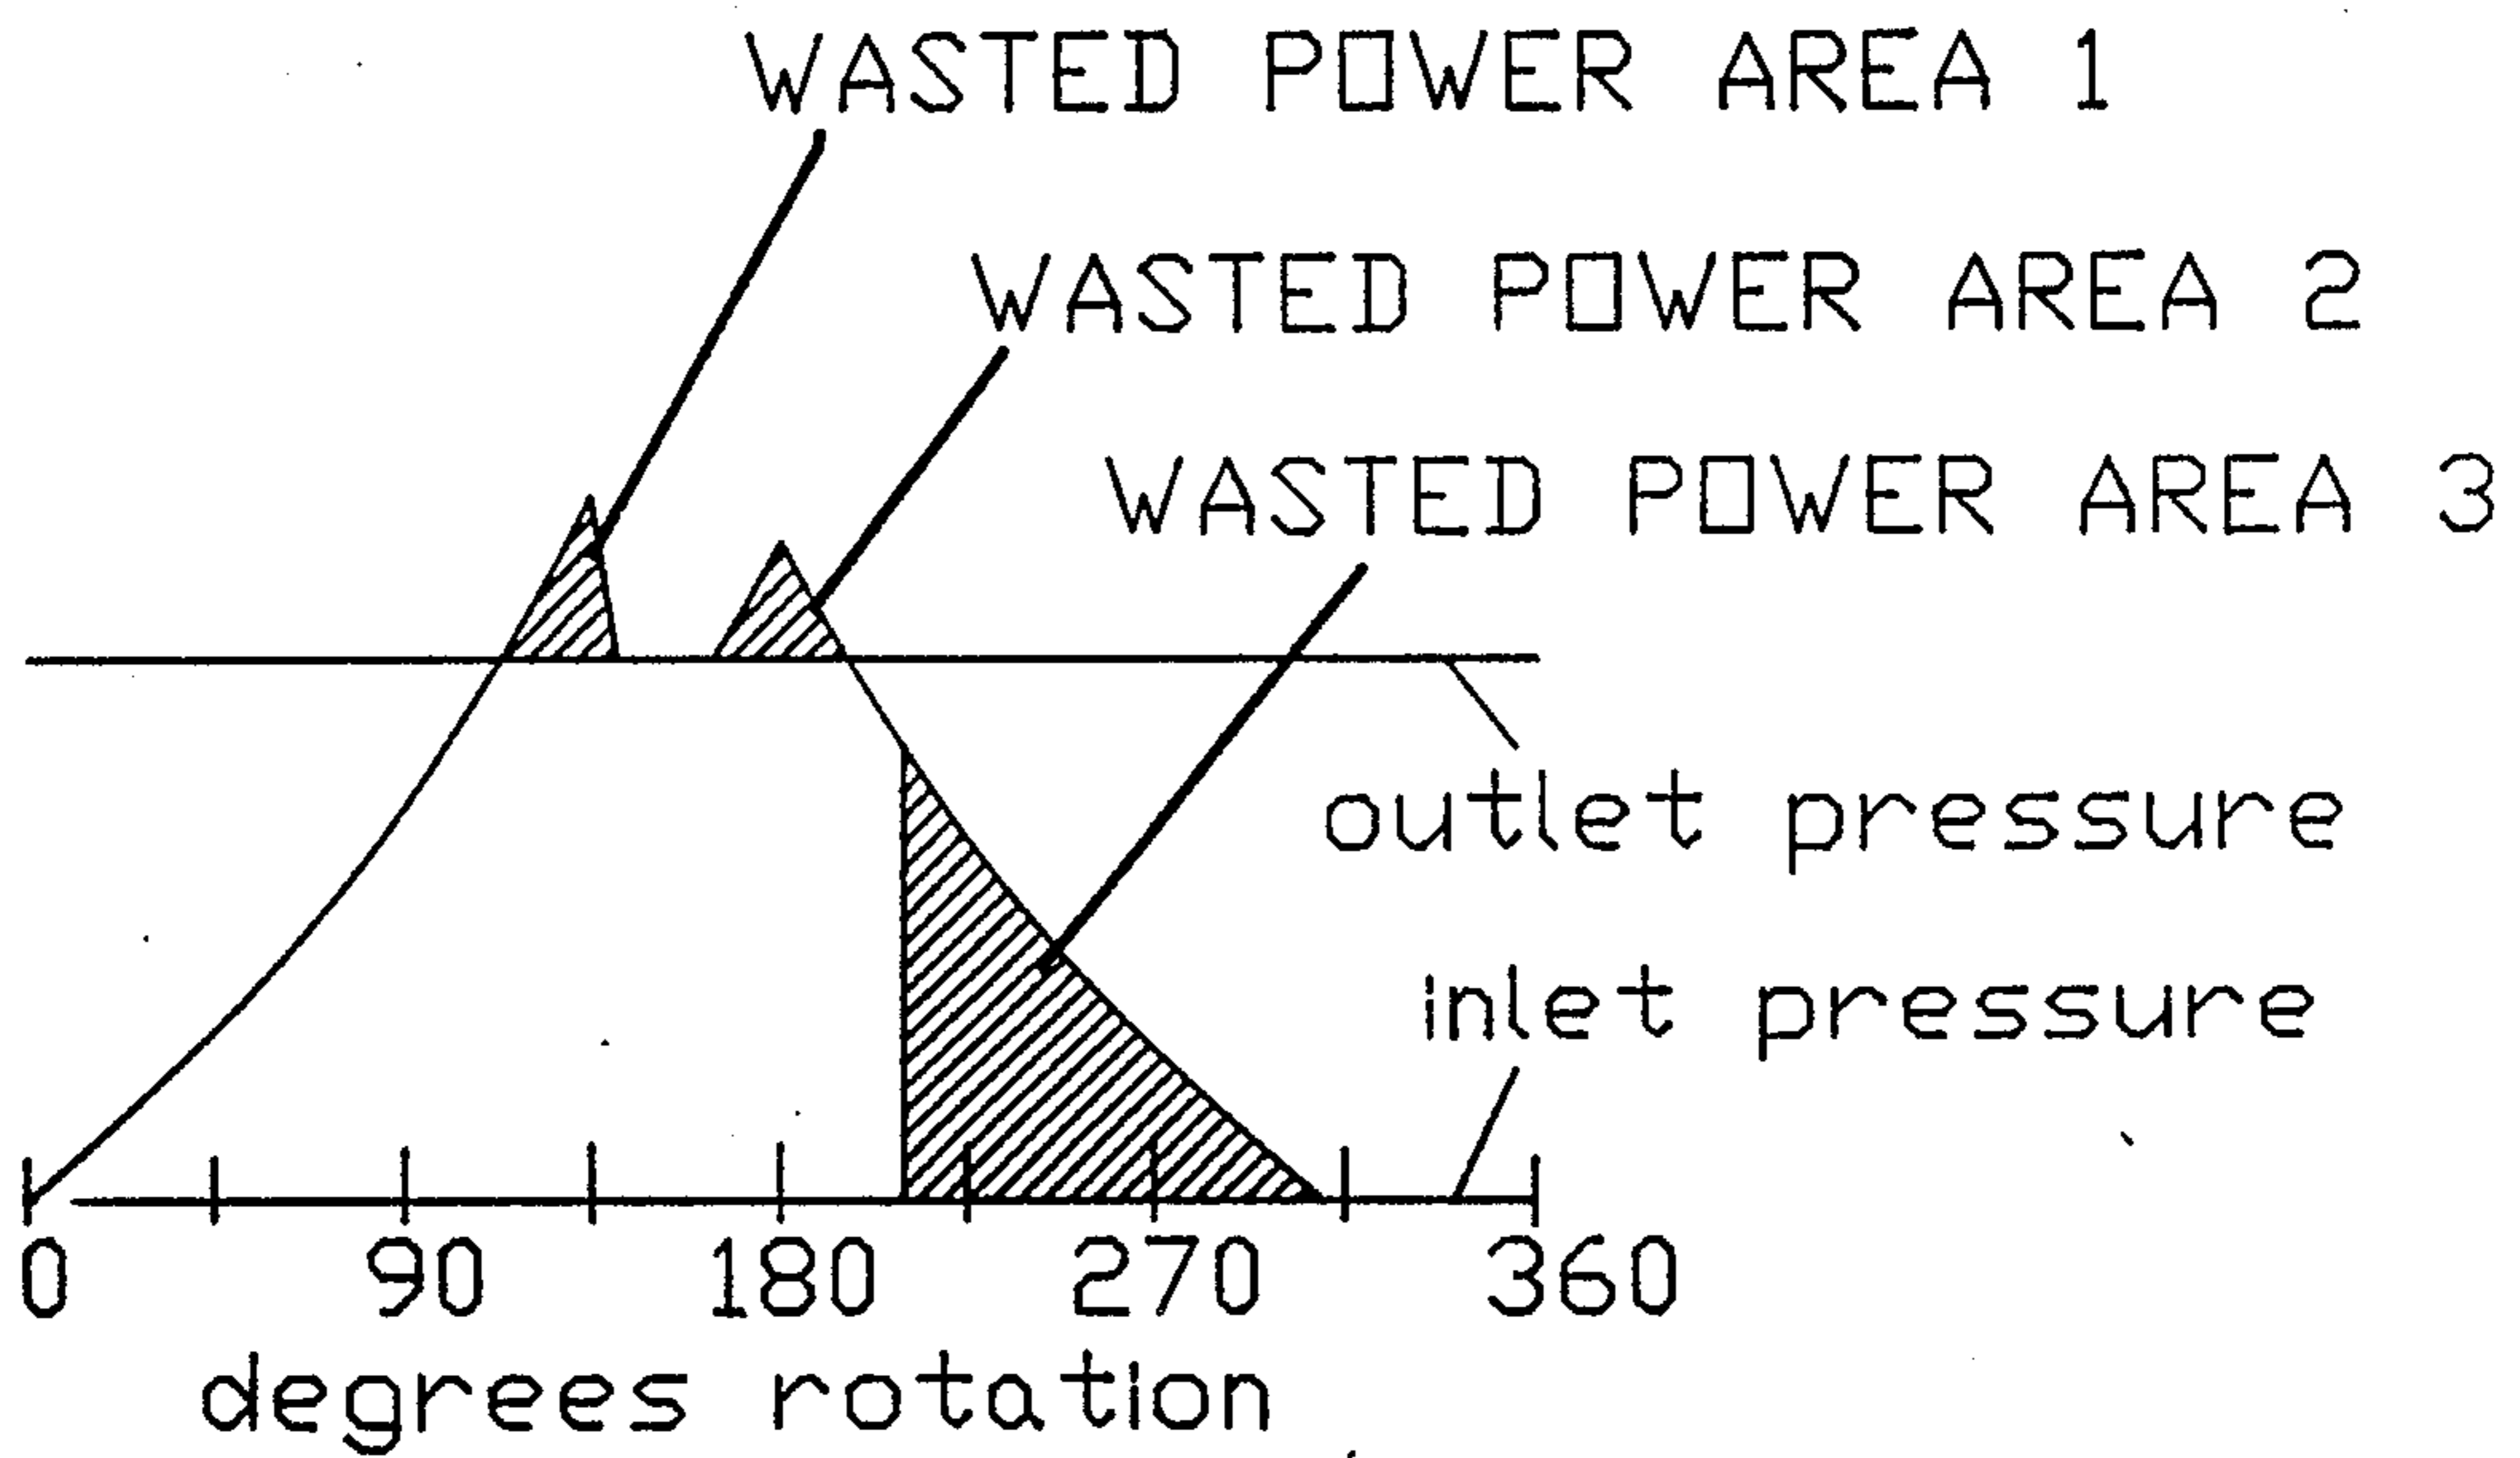 WASTED POWER AREA 1
WASTED POWER AREA 2
WASTED POWER AREA 3
outlet pressure
inlet pressure
0 90 180 270 360
degrees rotation